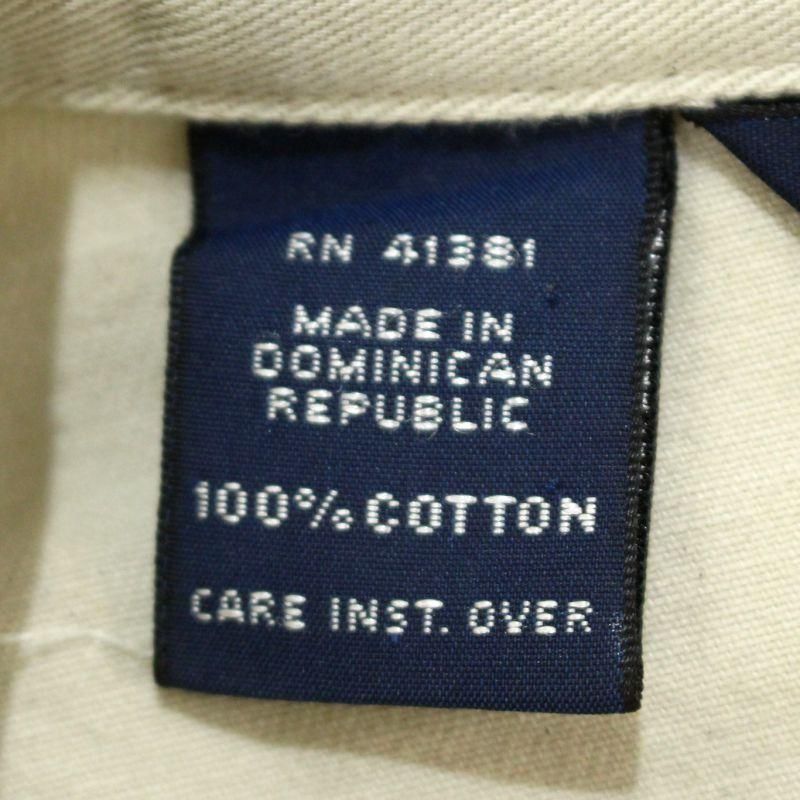 RN 41381
MADE IN
DOMINICAN
REPUBLIC
100% COTTON
CARE INST. OVER